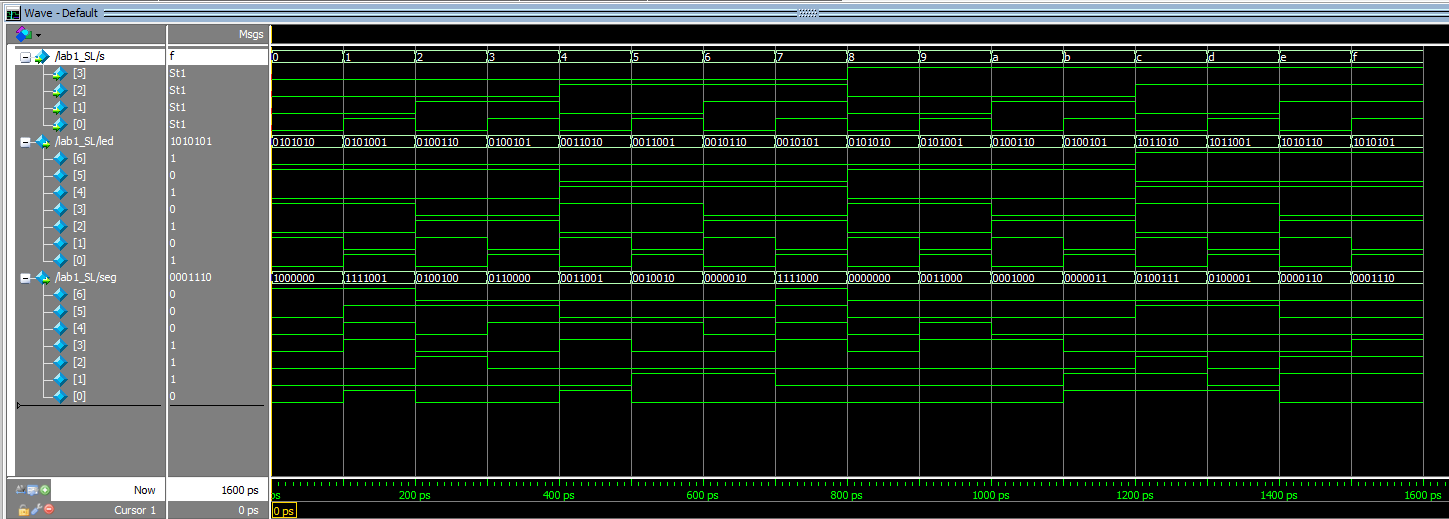 Wave - Default
Msgs
/lab1_SL/s f 0 1 2 3 4 5 6 7 8 9 a b c d e f
[3] St1
[2] St1
[1] St1
[0] St1
/lab1_SL/led 1010101 0101010 0101001 0100110 0100101 0011010 0011001 0010110 0010101 0101010 0101001 0100110 0100101 1011010 1011001 1010110 1010101
[6] 1
[5] 0
[4] 1
[3] 0
[2] 1
[1] 0
[0] 1
/lab1_SL/seg 0001110 1000000 1111001 0100100 0110000 0011001 0010010 0000010 1111000 0000000 0011000 0001000 0000011 0100111 0100001 0000110 0001110
[6] 0
[5] 0
[4] 0
[3] 1
[2] 1
[1] 1
[0] 0
Now 1600 ps ps 200 ps 400 ps 600 ps 800 ps 1000 ps 1200 ps 1400 ps 1600 ps
Cursor 1 0 ps 0 ps